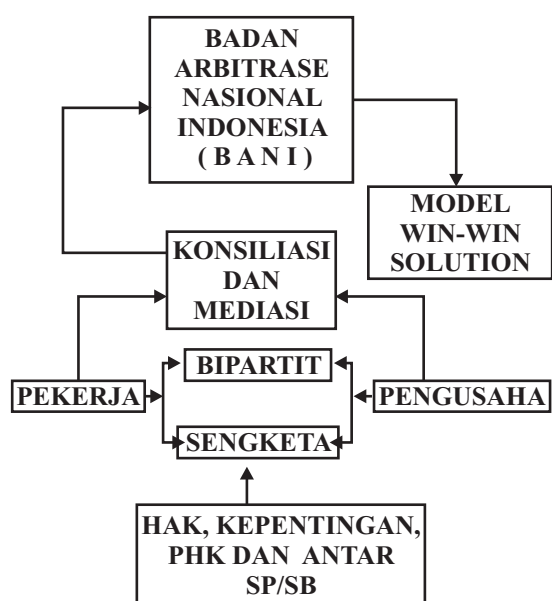 BADAN
ARBITRASE
NASIONAL
INDONESIA
( B A N I )
MODEL
WIN-WIN
SOLUTION
KONSILIASI
DAN
MEDIASI
BIPARTIT
PEKERJA
PENGUSAHA
SENGKETA
HAK, KEPENTINGAN,
PHK DAN ANTAR
SP/SB